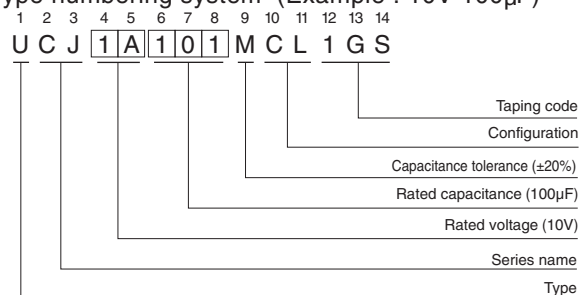 ype numbering system (Example : 10V 100µF)
1 2 3 4 5 6 7 8 9 10 11 12 13 14
U C J 1 A 1 0 1 M C L 1 G S
Taping code
Configuration
Capacitance tolerance (±20%)
Rated capacitance (100µF)
Rated voltage (10V)
Series name
Type